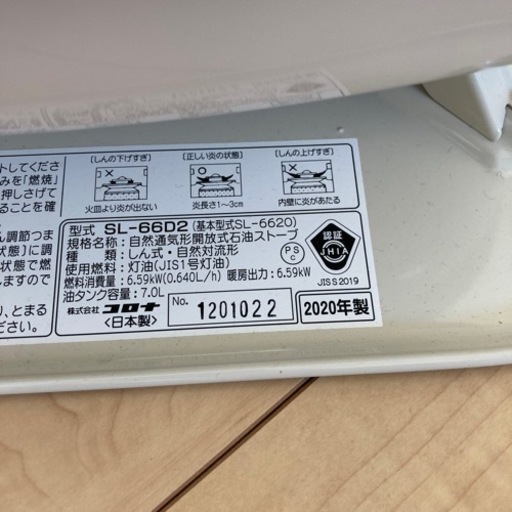 トしてくださ
みを「燃焼」
押しさげて
ることを確
ん調節つま
状態〕に調
状態で燃
にします。
り、とまる
ださい。
〔しんの下げすぎ〕
〔正しい炎の状態〕
〔しんの上げすぎ〕
火皿より炎が出ない
炎長さ1〜3cm
内壁に炎があたる
型式 SL-66D2 (基本型式SL-6620)
規格名称：自然通気形開放式石油ストーブ
種類：しん式・自然対流形
使用燃料：灯油(JIS1号灯油)
燃料消費量：6.59kW(0.640L/h) 暖房出力：6.59kW
油タンク容量：7.0L
株式会社 コロナ
〈日本製〉
No. 1201022
2020年製
PSC
認証
JHIA
JIS S 2019